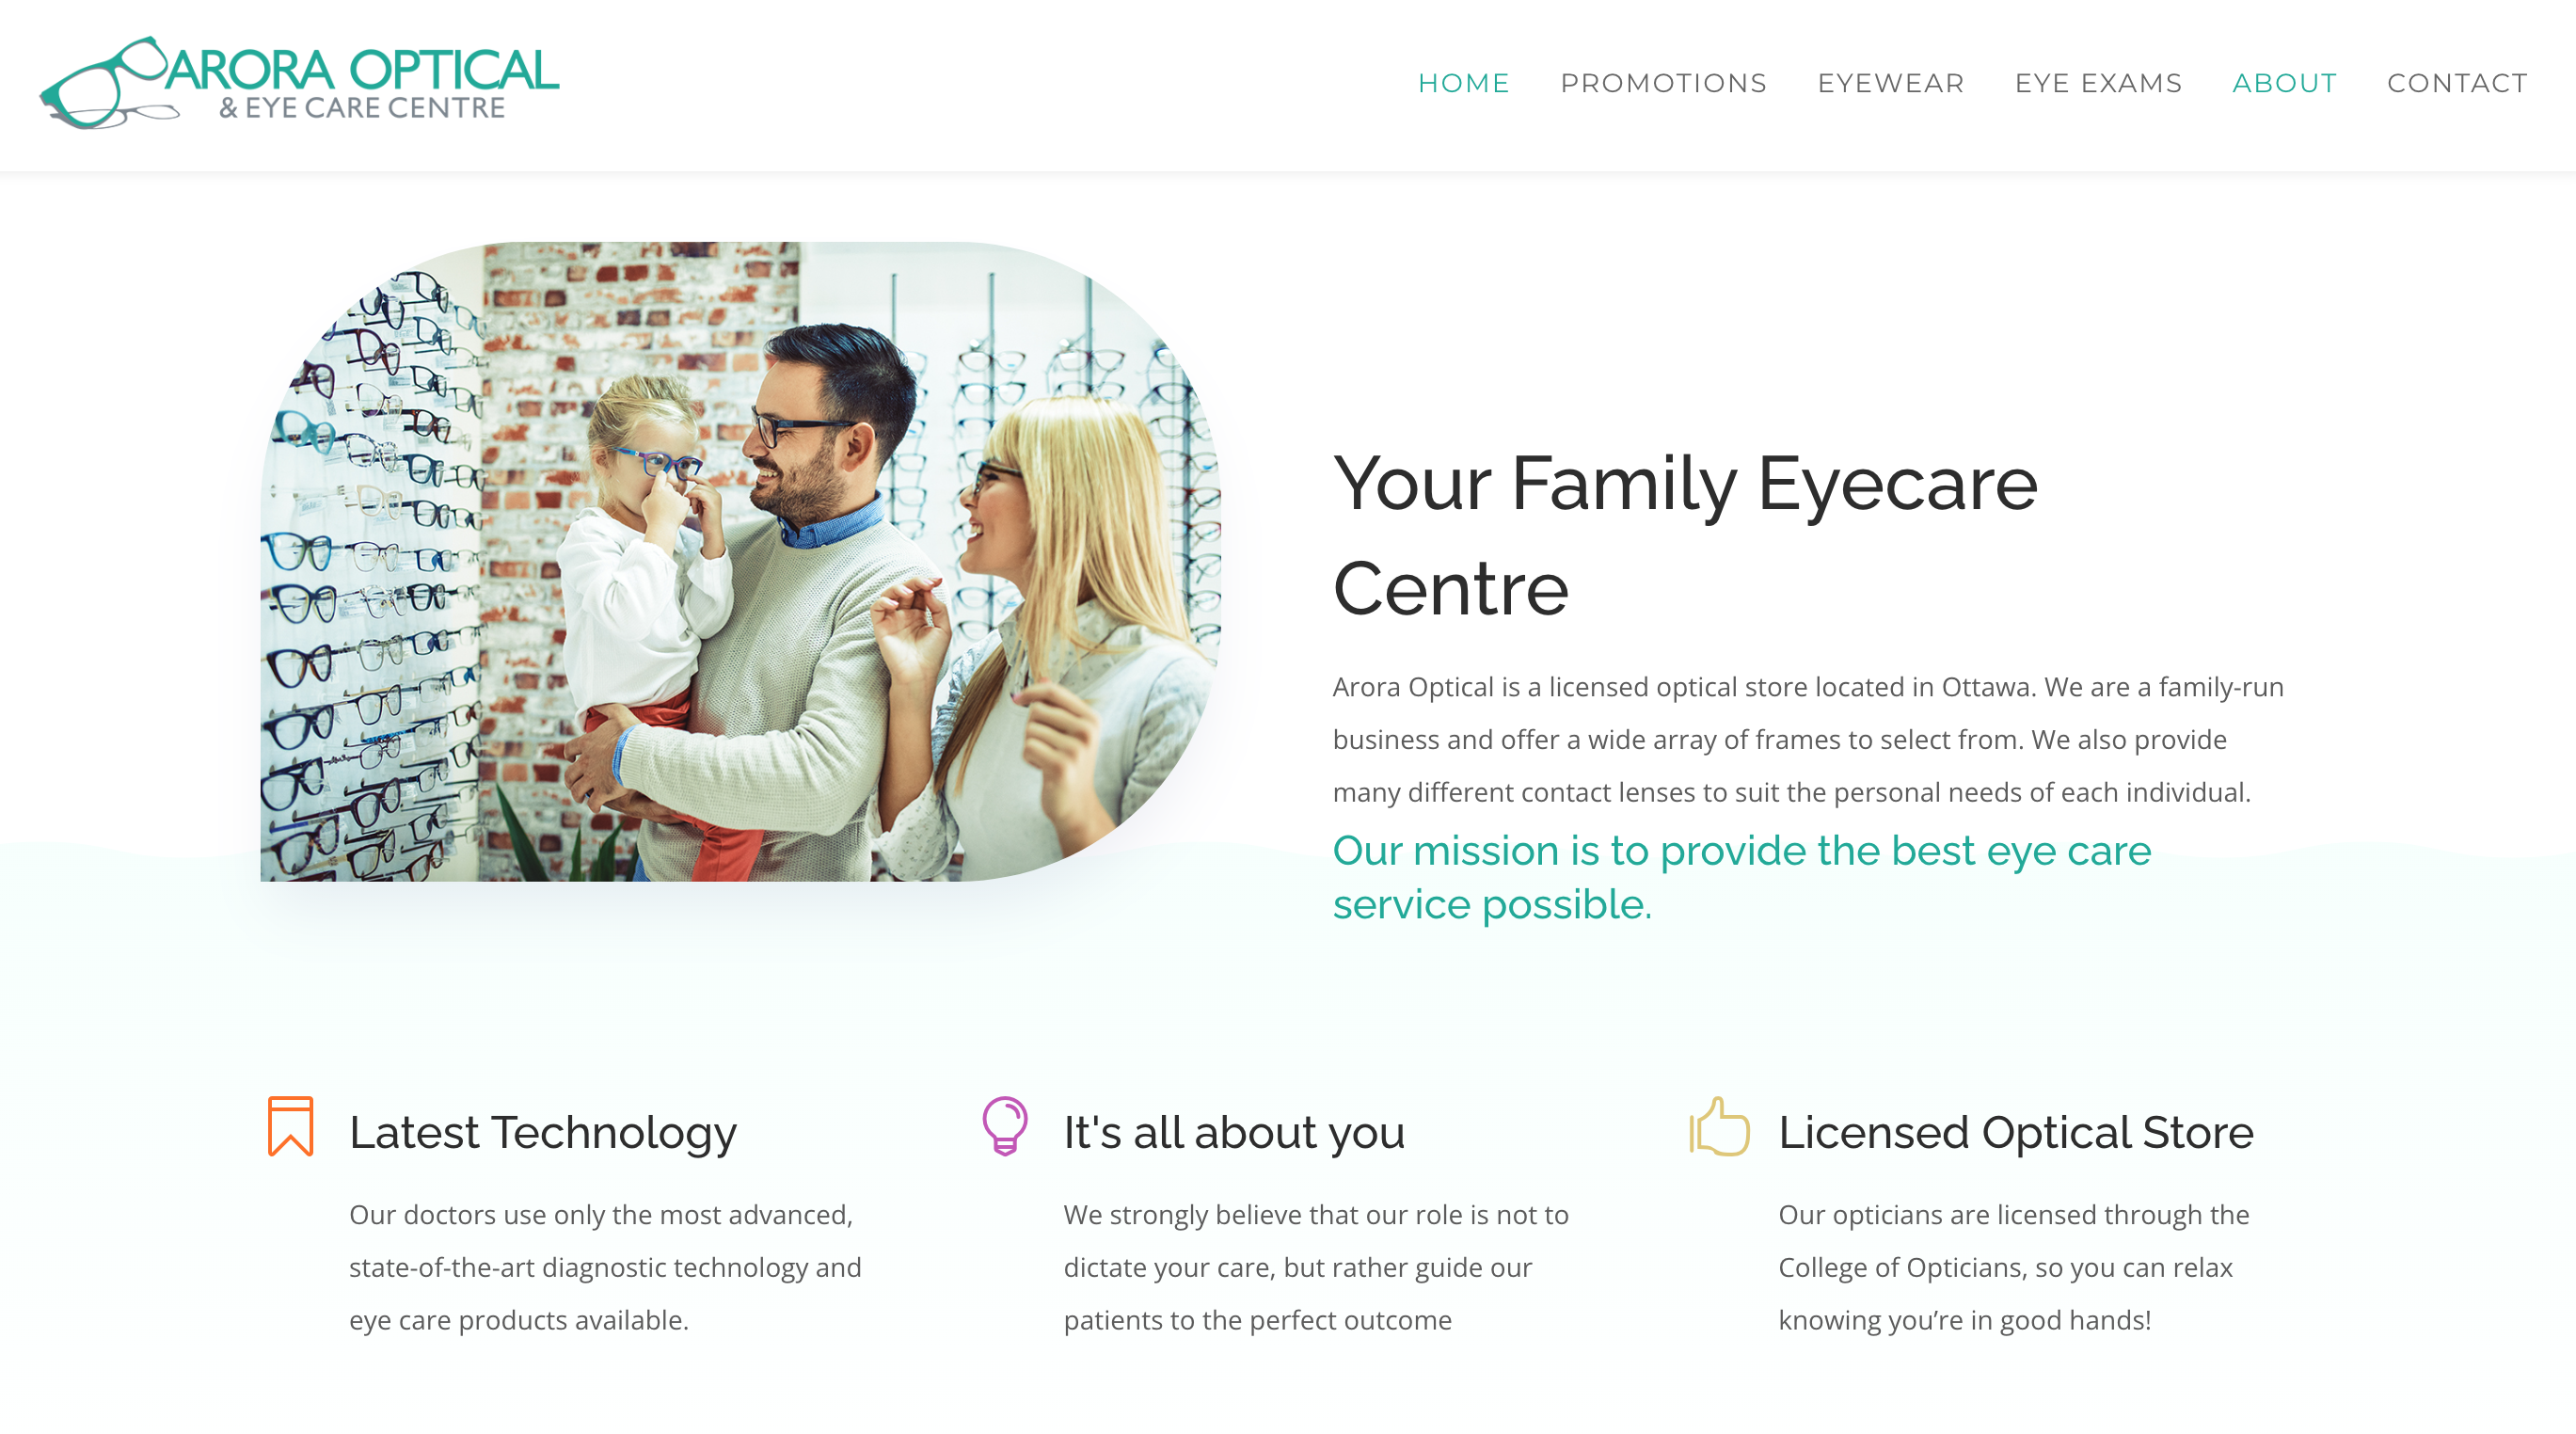 ARORA OPTICAL
& EYE CARE CENTRE
HOME PROMOTIONS EYEWEAR EYE EXAMS ABOUT CONTACT
Your Family Eyecare
Centre
Arora Optical is a licensed optical store located in Ottawa. We are a family-run
business and offer a wide array of frames to select from. We also provide
many different contact lenses to suit the personal needs of each individual.
Our mission is to provide the best eye care
service possible.
Latest Technology
Our doctors use only the most advanced,
state-of-the-art diagnostic technology and
eye care products available.
It's all about you
We strongly believe that our role is not to
dictate your care, but rather guide our
patients to the perfect outcome
Licensed Optical Store
Our opticians are licensed through the
College of Opticians, so you can relax
knowing you’re in good hands!